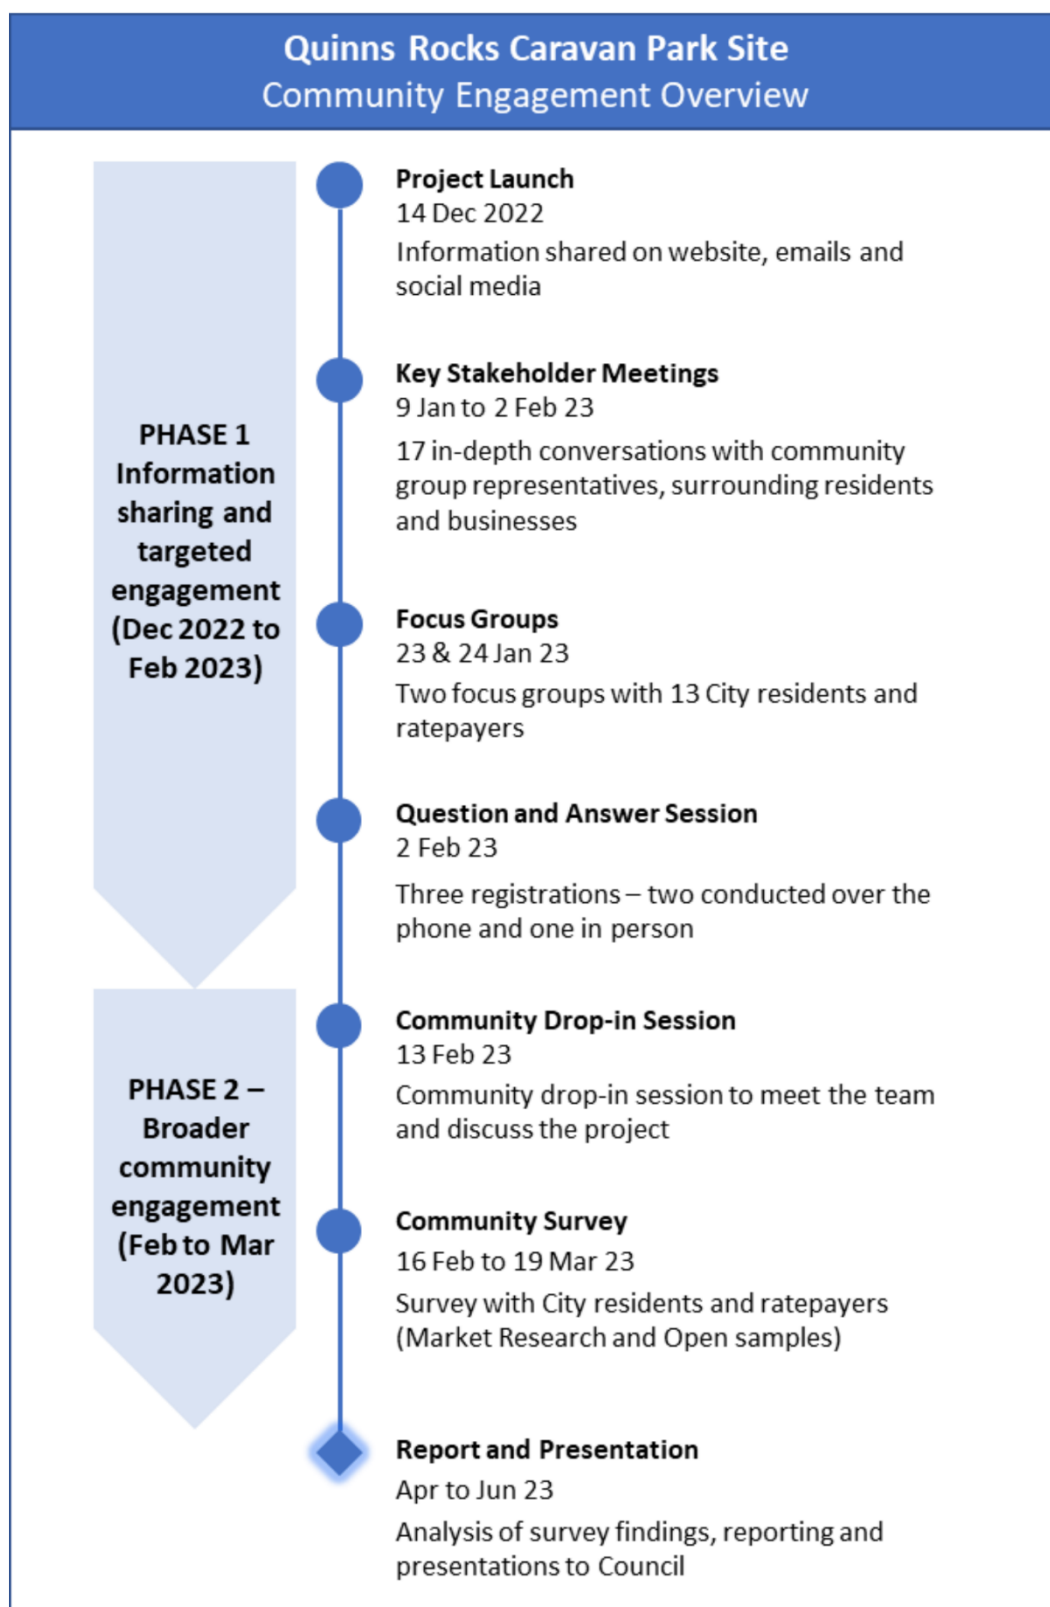 Quinns Rocks Caravan Park Site
Community Engagement Overview
PHASE 1
Information
sharing and
targeted
engagement
(Dec 2022 to
Feb 2023)
Project Launch
14 Dec 2022
Information shared on website, emails and
social media
Key Stakeholder Meetings
9 Jan to 2 Feb 23
17 in-depth conversations with community
group representatives, surrounding residents
and businesses
Focus Groups
23 & 24 Jan 23
Two focus groups with 13 City residents and
ratepayers
Question and Answer Session
2 Feb 23
Three registrations – two conducted over the
phone and one in person
PHASE 2 –
Broader
community
engagement
(Feb to Mar
2023)
Community Drop-in Session
13 Feb 23
Community drop-in session to meet the team
and discuss the project
Community Survey
16 Feb to 19 Mar 23
Survey with City residents and ratepayers
(Market Research and Open samples)
Report and Presentation
Apr to Jun 23
Analysis of survey findings, reporting and
presentations to Council